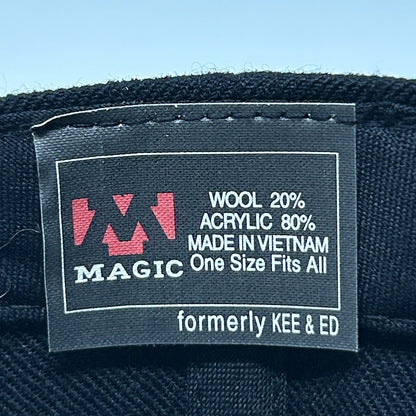 M
MAGIC
WOOL 20%
ACRYLIC 80%
MADE IN VIETNAM
One Size Fits All
formerly KEE & ED